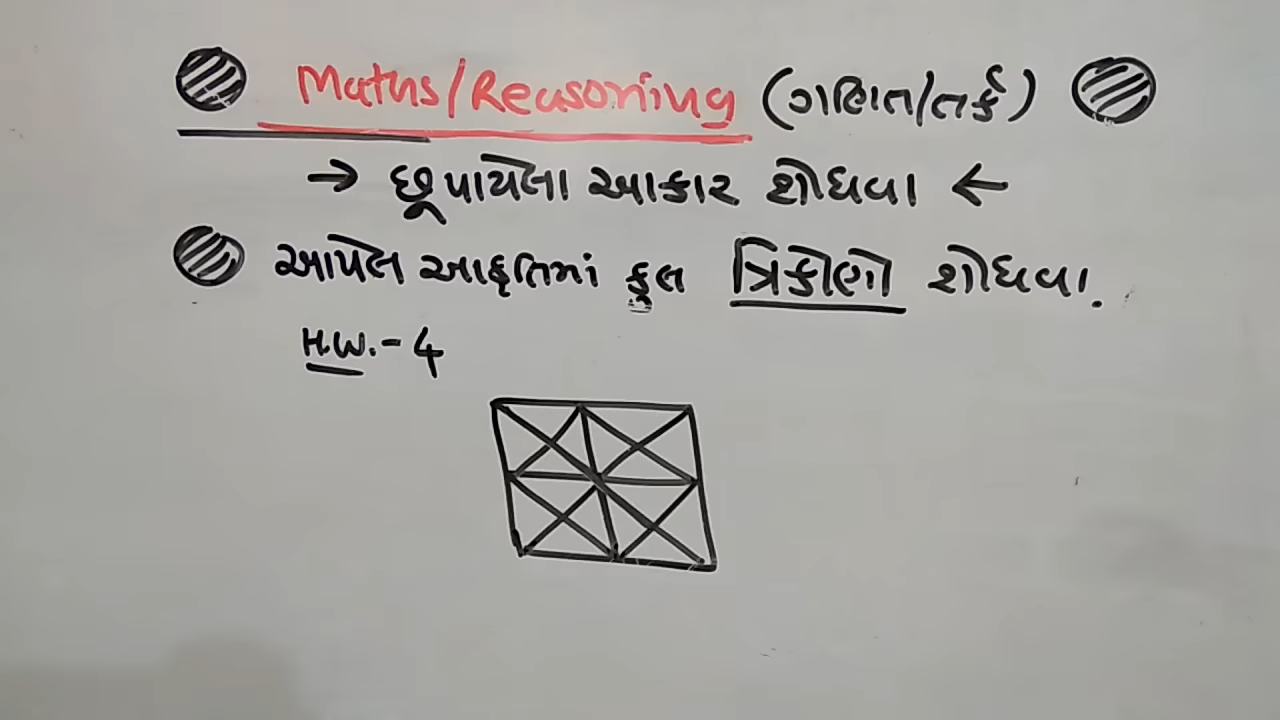 Maths/Reasoning (ગણિત/તર્ક)
→ છૂપાયેલા આકાર શોધવા ←
આપેલ આકૃતિમાં કુલ ત્રિકોણો શોધવા.
H.W. - 4